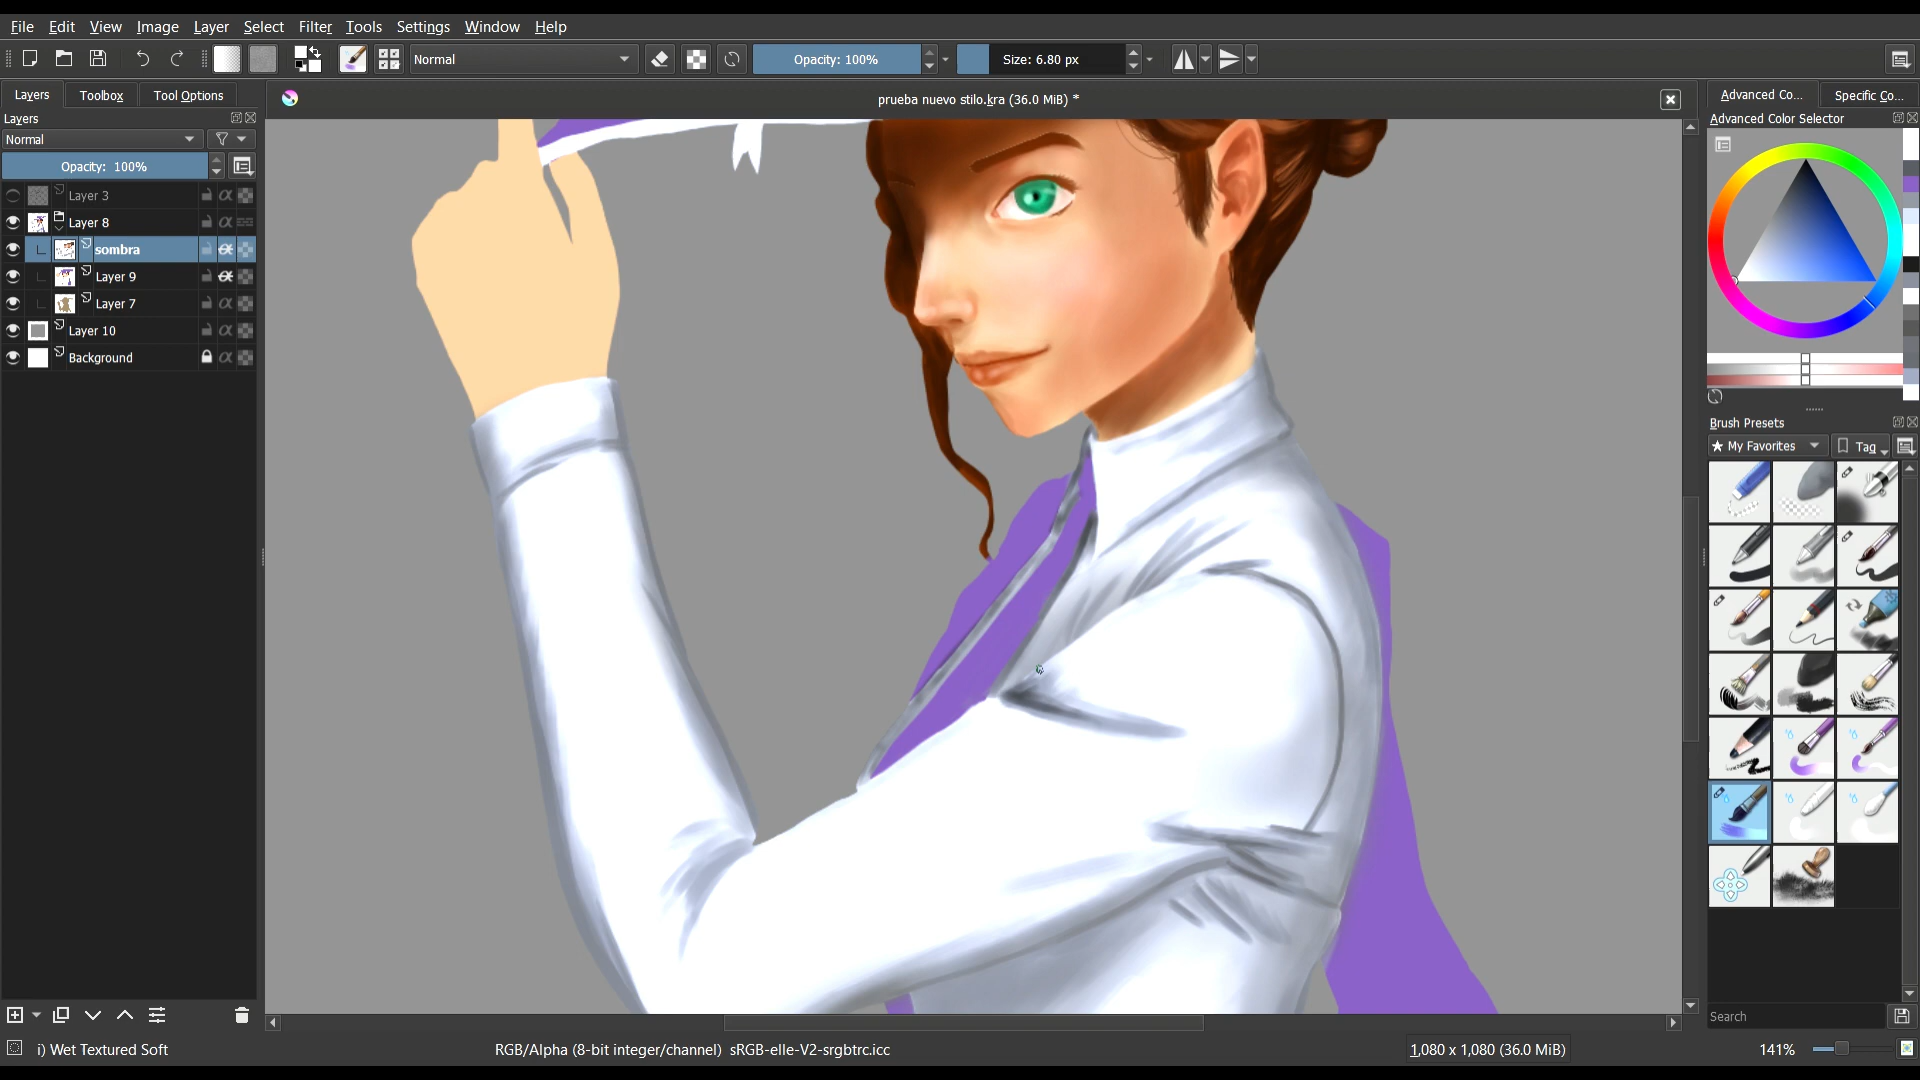 File Edit View Image Layer Select Filter Tools Settings Window Help
Normal Opacity: 100% Size: 6.80 px
Layers Toolbox Tool Options prueba nuevo stilo.kra (36.0 MiB) * Advanced Co... Specific Co...
Layers Advanced Color Selector
Normal
Opacity: 100%
Layer 3
Layer 8
sombra
Layer 9
Layer 7
Layer 10
Background
Brush Presets
★ My Favorites Tag
Search
i) Wet Textured Soft RGB/Alpha (8-bit integer/channel) sRGB-elle-V2-srgbtrc.icc 1,080 x 1,080 (36.0 MiB) 141%